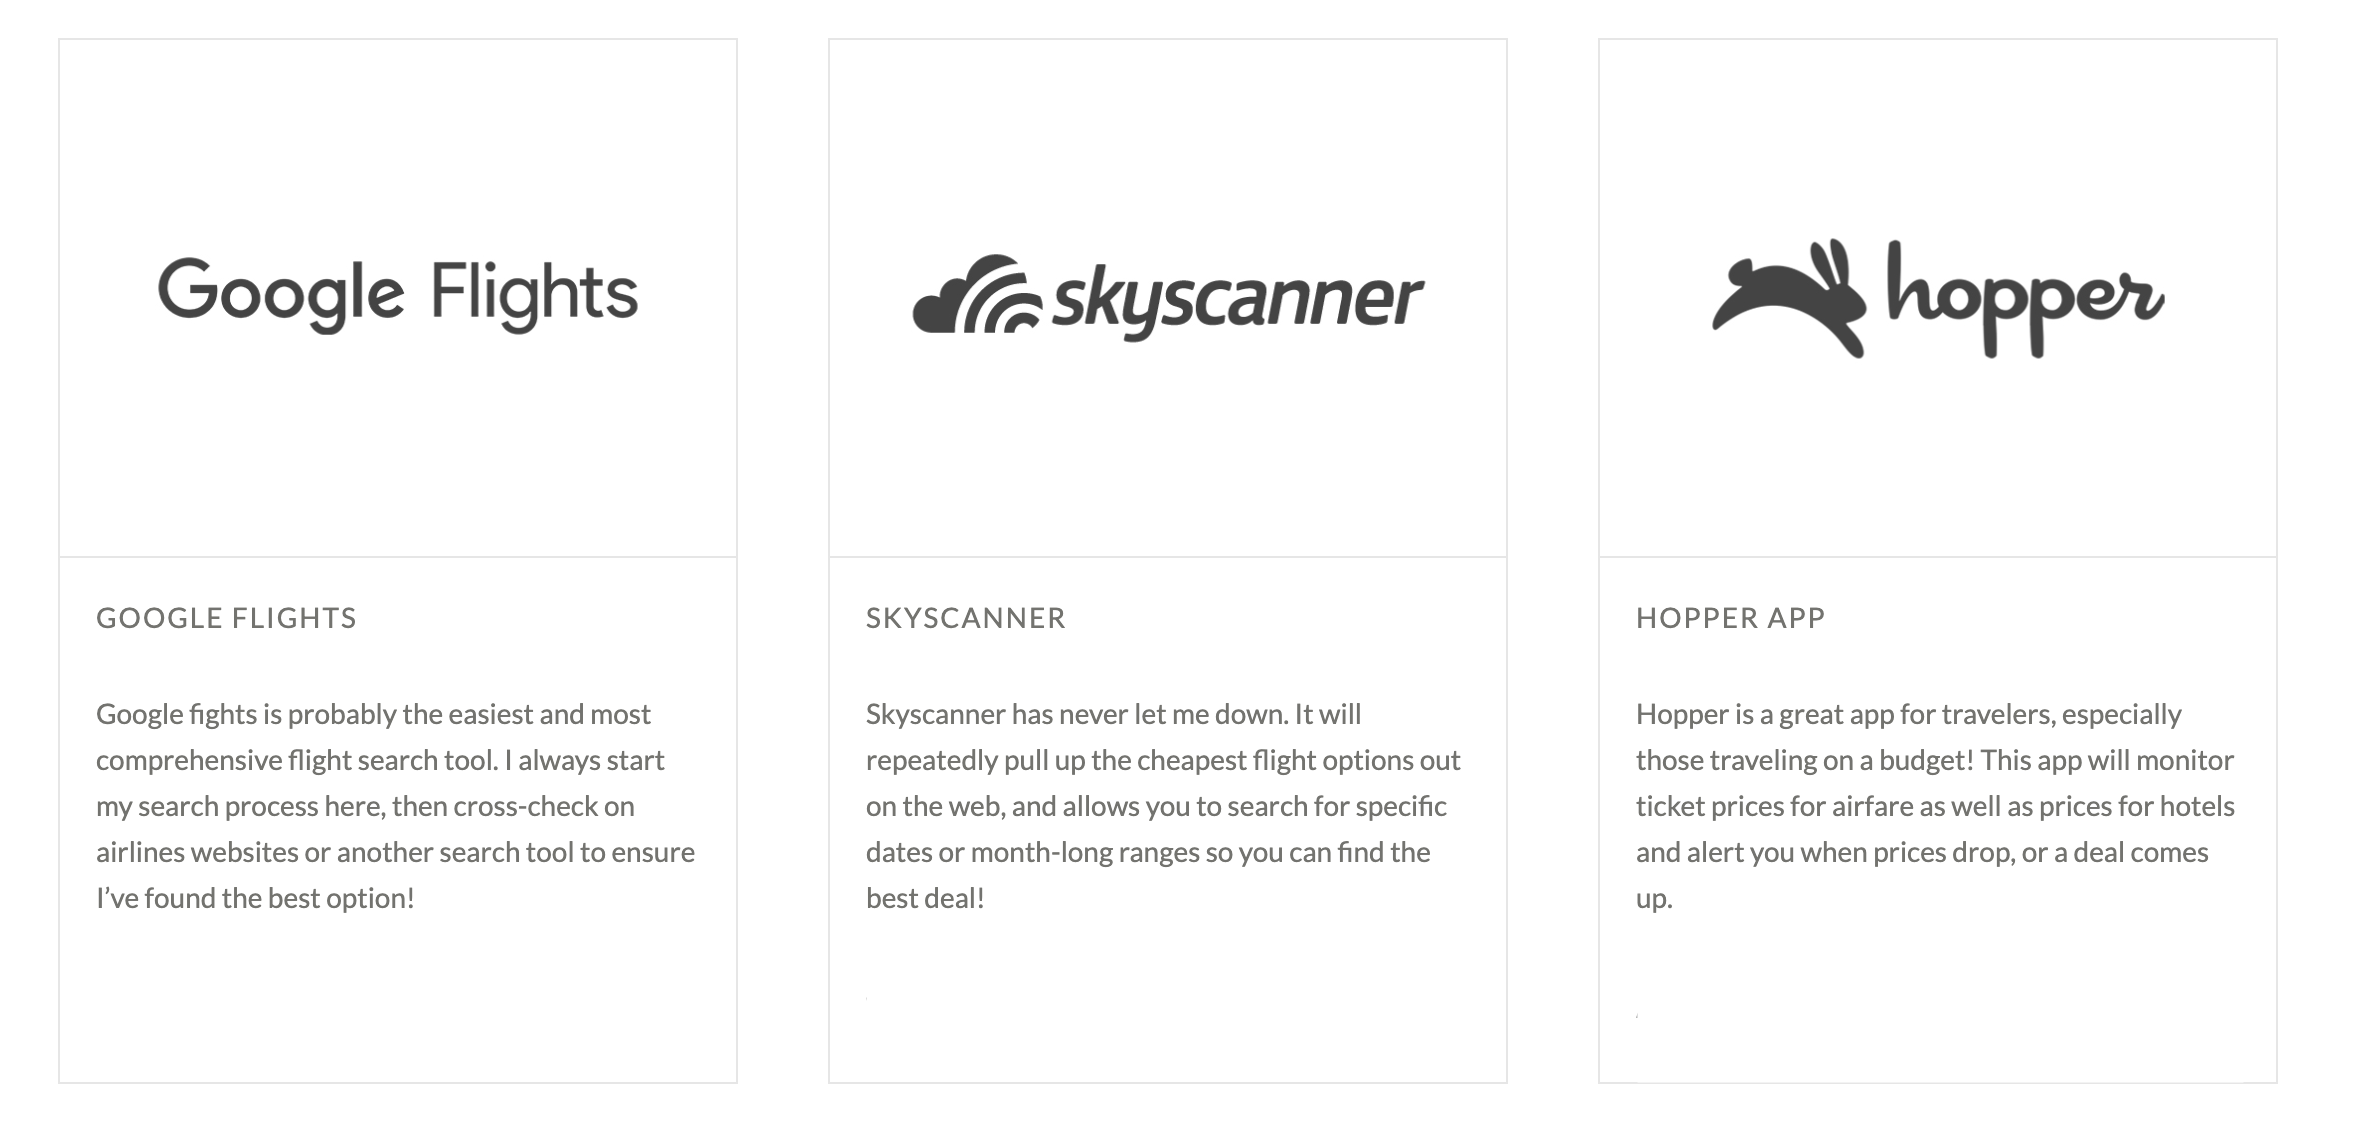 Google Flights
GOOGLE FLIGHTS
Google fights is probably the easiest and most
comprehensive flight search tool. I always start
my search process here, then cross-check on
airlines websites or another search tool to ensure
I’ve found the best option!
skyscanner
SKYSCANNER
Skyscanner has never let me down. It will
repeatedly pull up the cheapest flight options out
on the web, and allows you to search for specific
dates or month-long ranges so you can find the
best deal!
hopper
HOPPER APP
Hopper is a great app for travelers, especially
those traveling on a budget! This app will monitor
ticket prices for airfare as well as prices for hotels
and alert you when prices drop, or a deal comes
up.